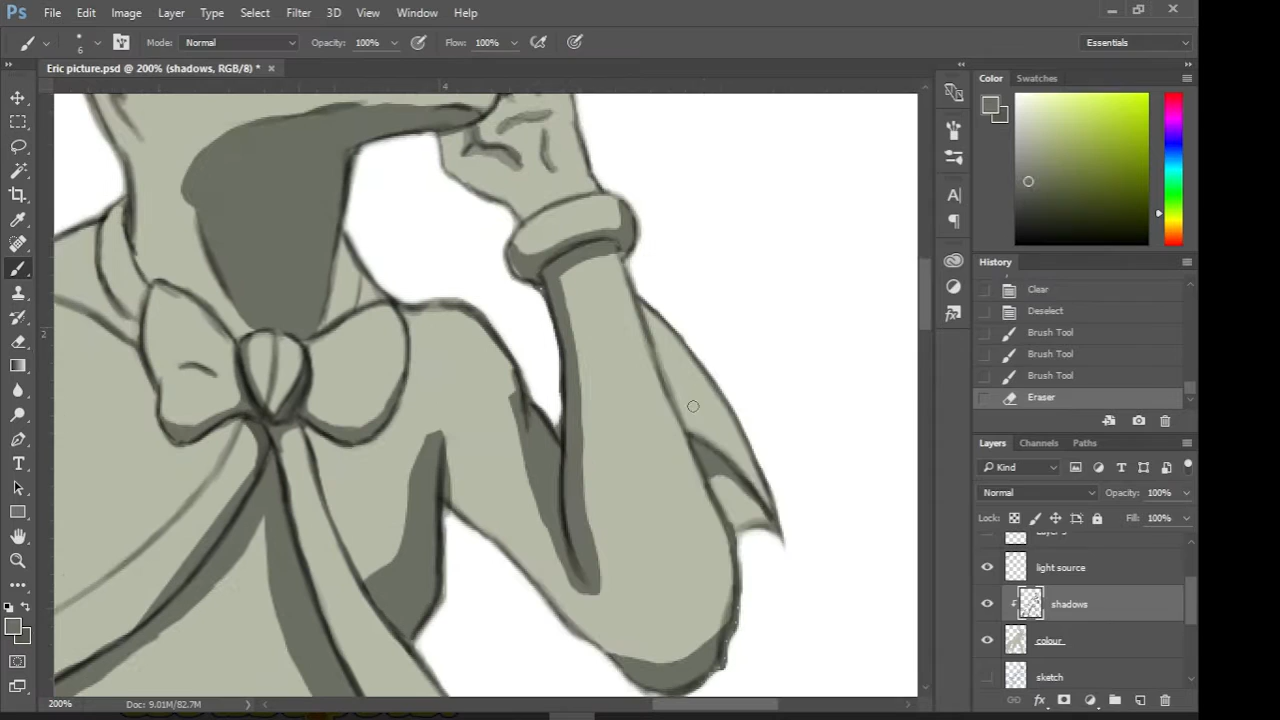 Ps File Edit Image Layer Type Select Filter 3D View Window Help
6 Mode: Normal Opacity: 100% Flow: 100% Essentials
Eric picture.psd @ 200% (shadows, RGB/8) * ×
4
2
Color Swatches
History
Clear
Deselect
Brush Tool
Brush Tool
Brush Tool
Eraser
Layers Channels Paths
Kind
Normal Opacity: 100%
Lock: Fill: 100%
light source
shadows
colour
sketch
200% Doc: 9.01M/82.7M